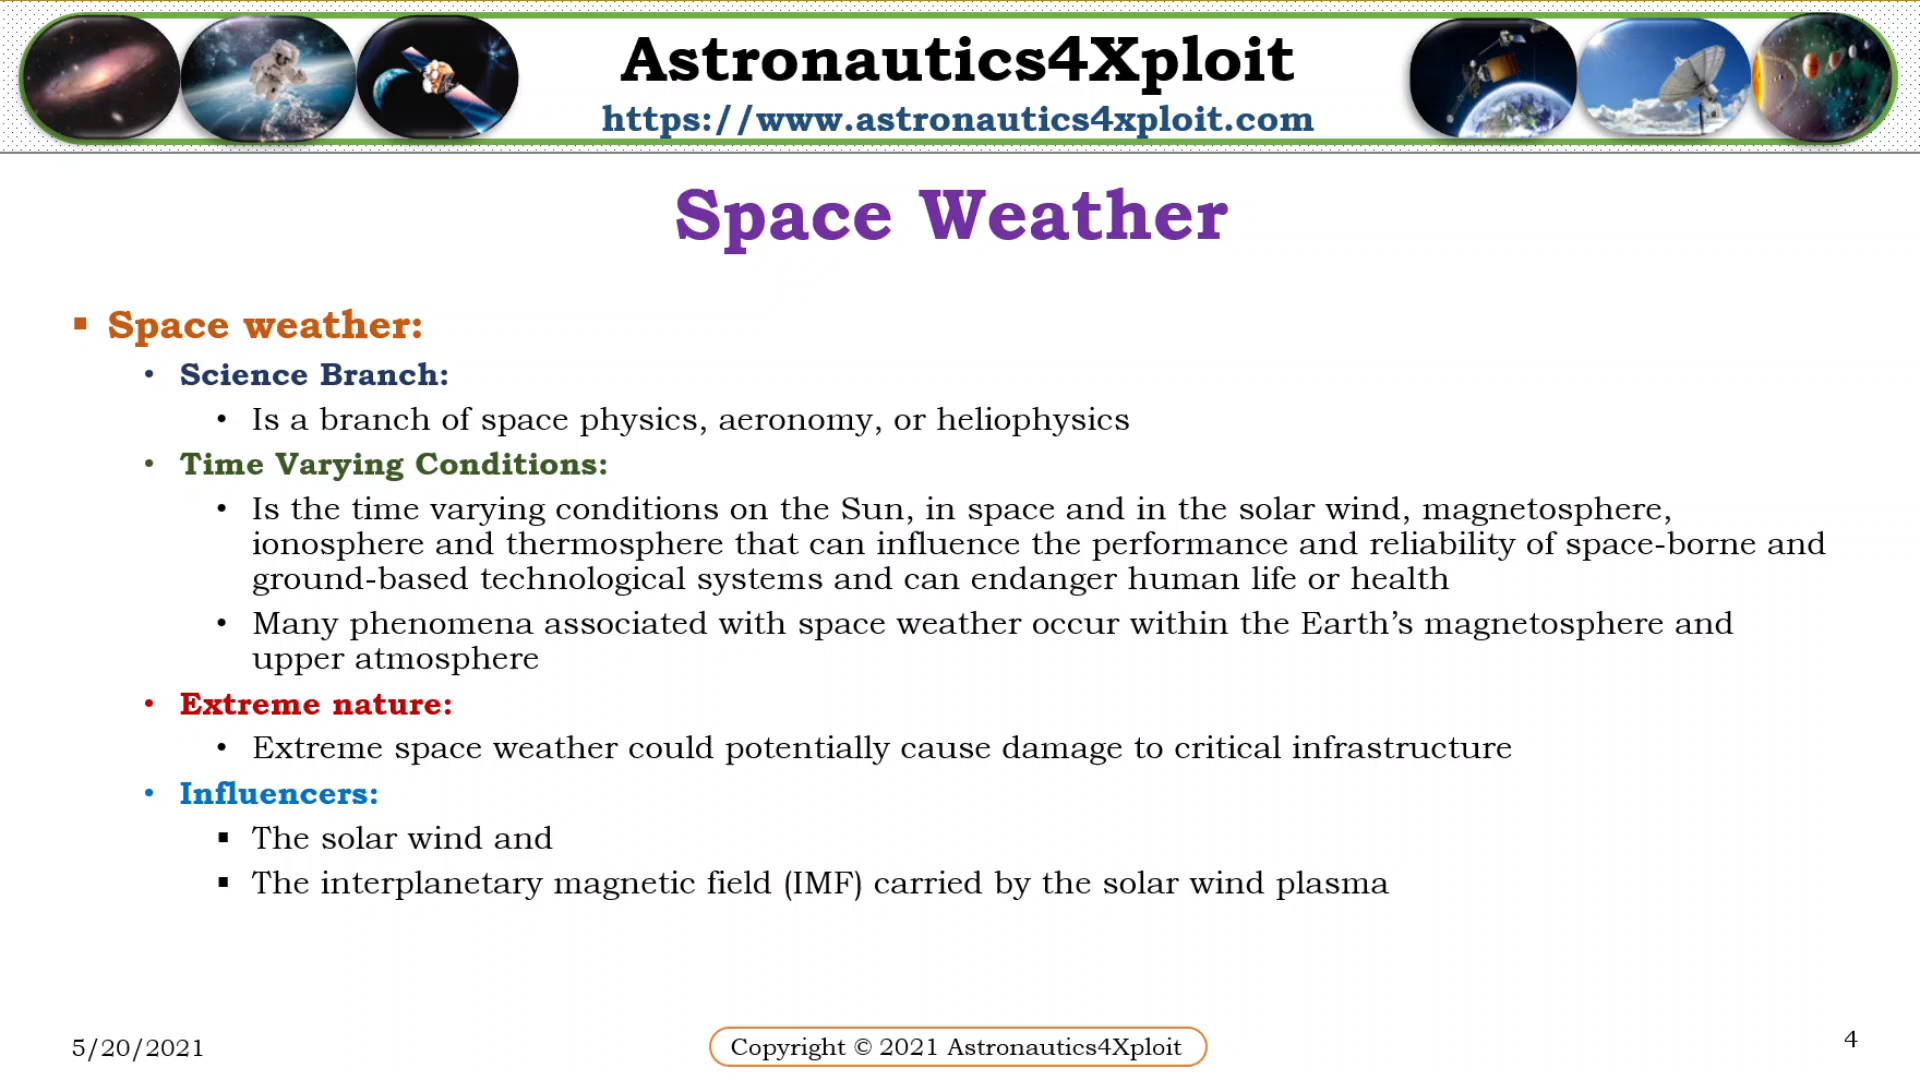 Astronautics4Xploit
https://www.astronautics4xploit.com
Space Weather
▪ Space weather:
• Science Branch:
• Is a branch of space physics, aeronomy, or heliophysics
• Time Varying Conditions:
• Is the time varying conditions on the Sun, in space and in the solar wind, magnetosphere,
ionosphere and thermosphere that can influence the performance and reliability of space-borne and
ground-based technological systems and can endanger human life or health
• Many phenomena associated with space weather occur within the Earth’s magnetosphere and
upper atmosphere
• Extreme nature:
• Extreme space weather could potentially cause damage to critical infrastructure
• Influencers:
▪ The solar wind and
▪ The interplanetary magnetic field (IMF) carried by the solar wind plasma
5/20/2021
Copyright © 2021 Astronautics4Xploit
4